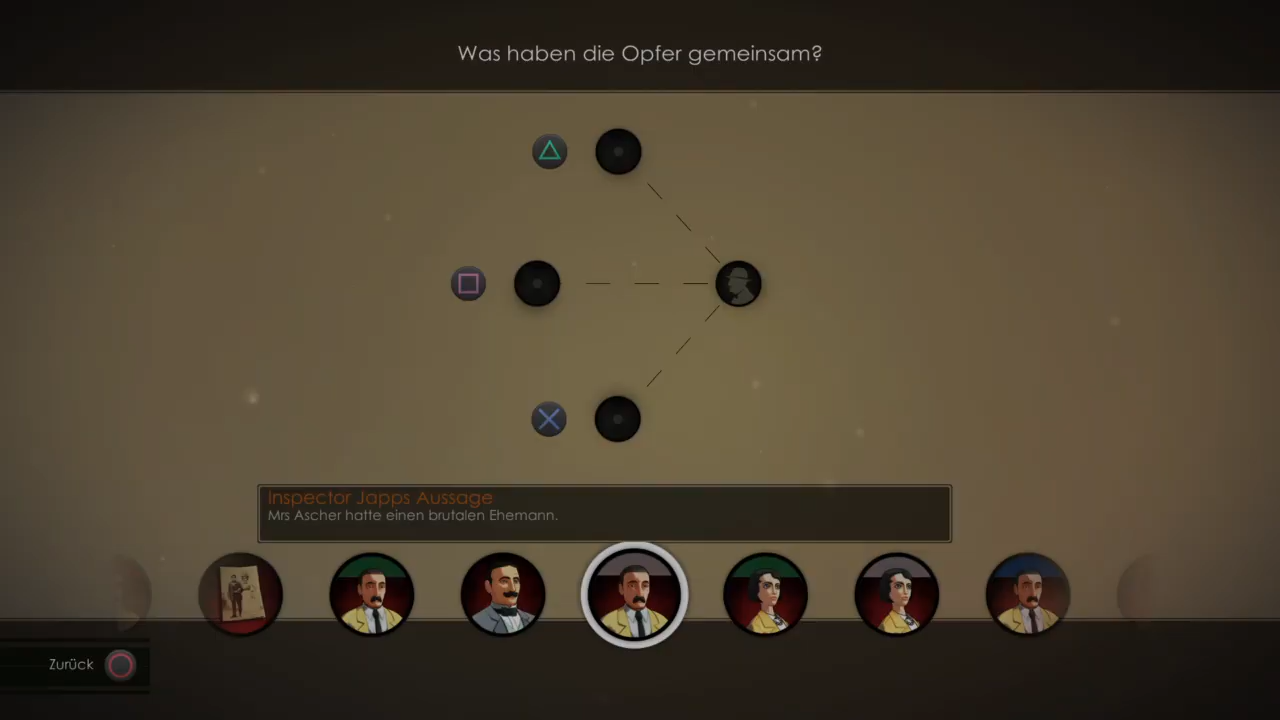 Was haben die Opfer gemeinsam?
Inspector Japps Aussage
Mrs Ascher hatte einen brutalen Ehemann.
Zurück